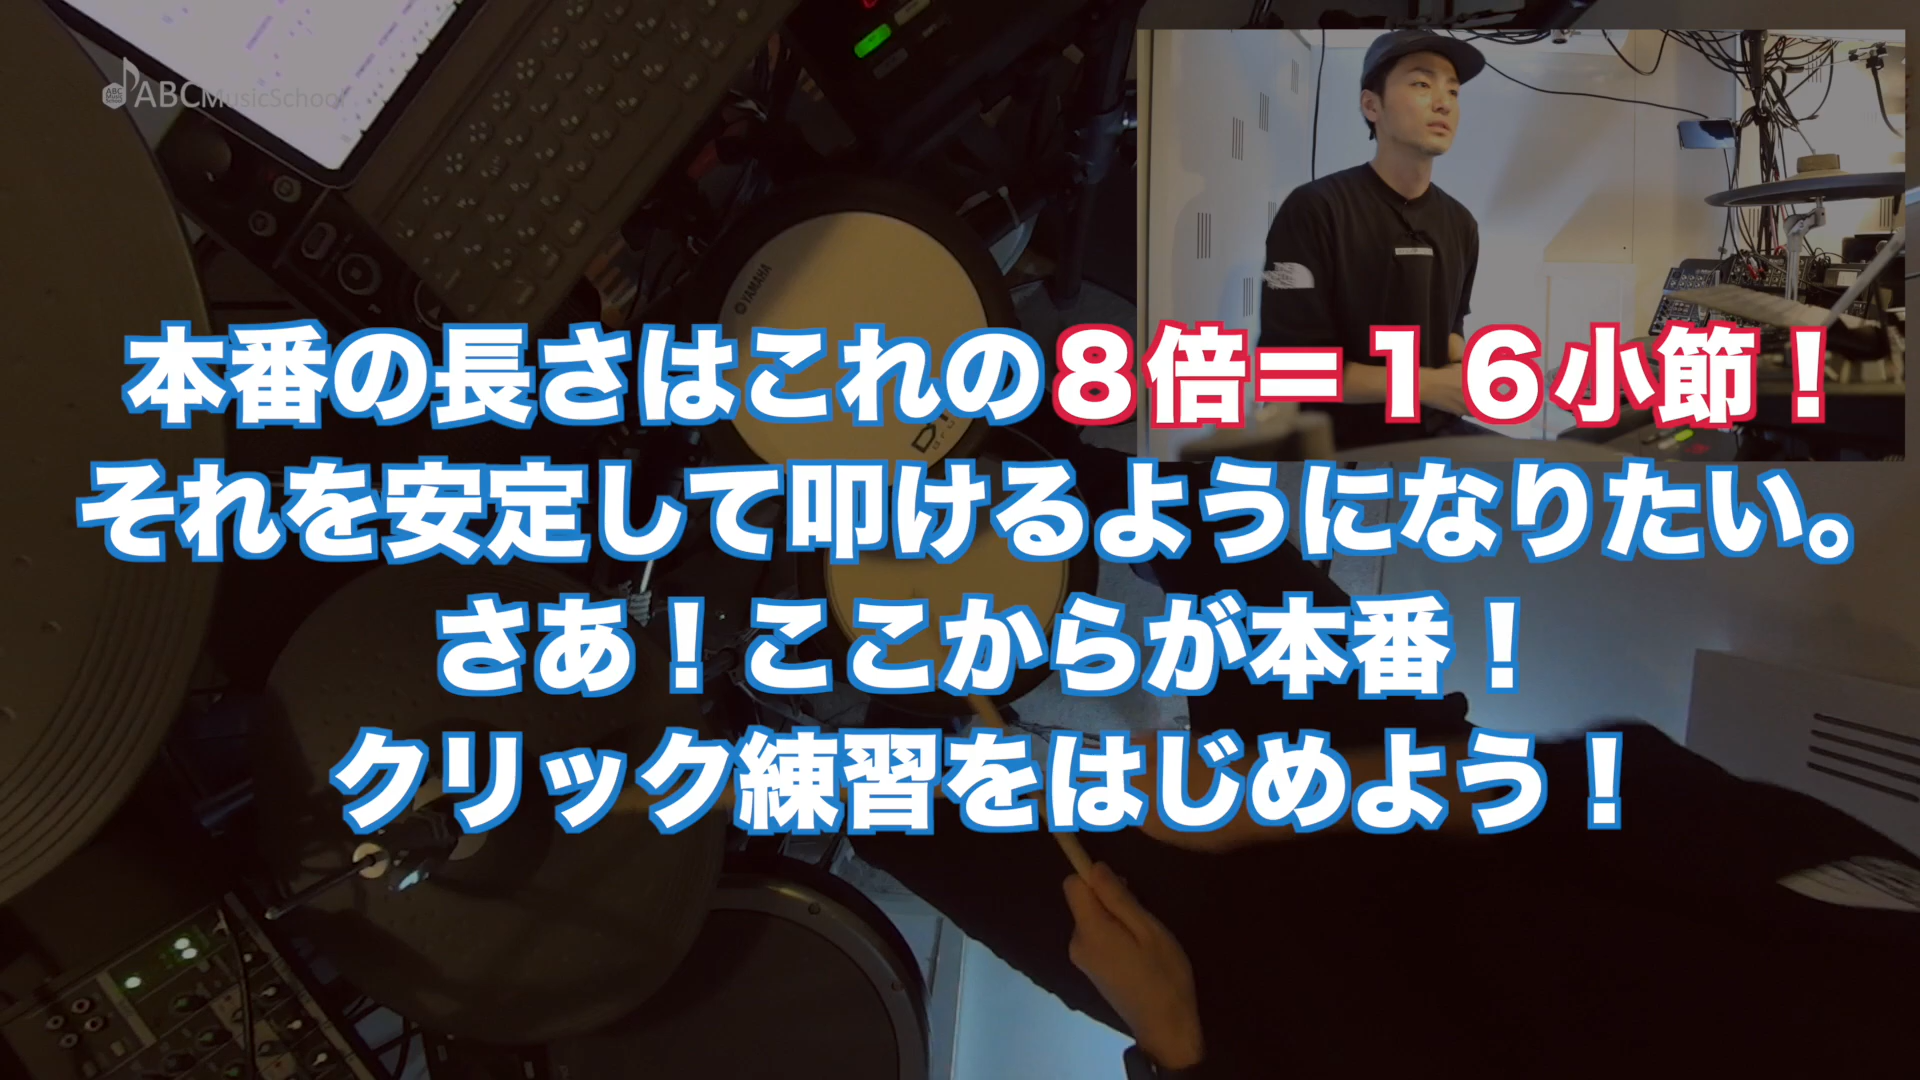 ABCMusicSchool
YAMAHA
本番の長さはこれの８倍＝１６小節！
それを安定して叩けるようになりたい。
さあ！ここからが本番！
クリック練習をはじめよう！